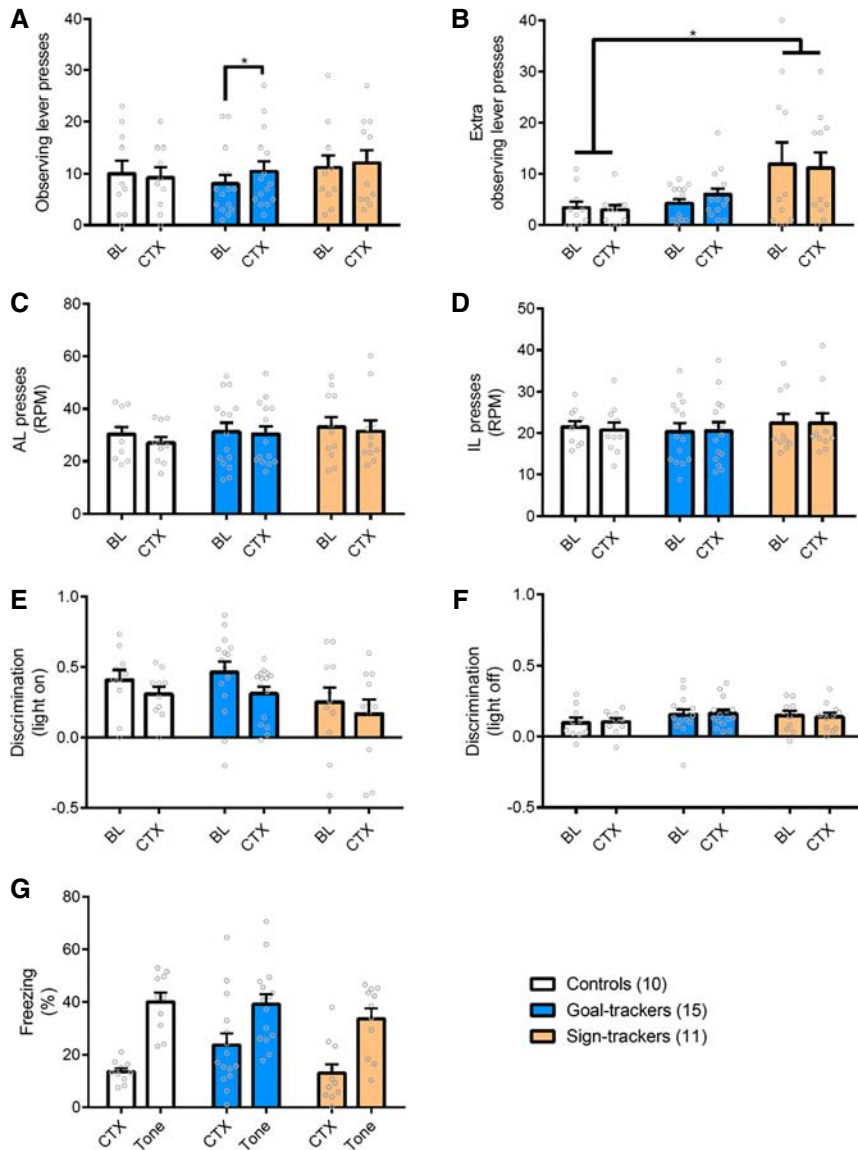 A
Observing lever presses
40
30
20
10
0
*
BL
CTX
BL
CTX
BL
CTX
B
Extra
observing lever presses
40
30
20
10
0
*
BL
CTX
BL
CTX
BL
CTX
C
AL presses
(RPM)
80
60
40
20
0
BL
CTX
BL
CTX
BL
CTX
D
IL presses
(RPM)
50
40
30
20
10
0
BL
CTX
BL
CTX
BL
CTX
E
Discrimination
(light on)
1.0
0.5
0.0
-0.5
BL
CTX
BL
CTX
BL
CTX
F
Discrimination
(light off)
1.0
0.5
0.0
-0.5
BL
CTX
BL
CTX
BL
CTX
G
Freezing
(%)
80
60
40
20
0
CTX
Tone
CTX
Tone
CTX
Tone
Controls (10)
Goal-trackers (15)
Sign-trackers (11)